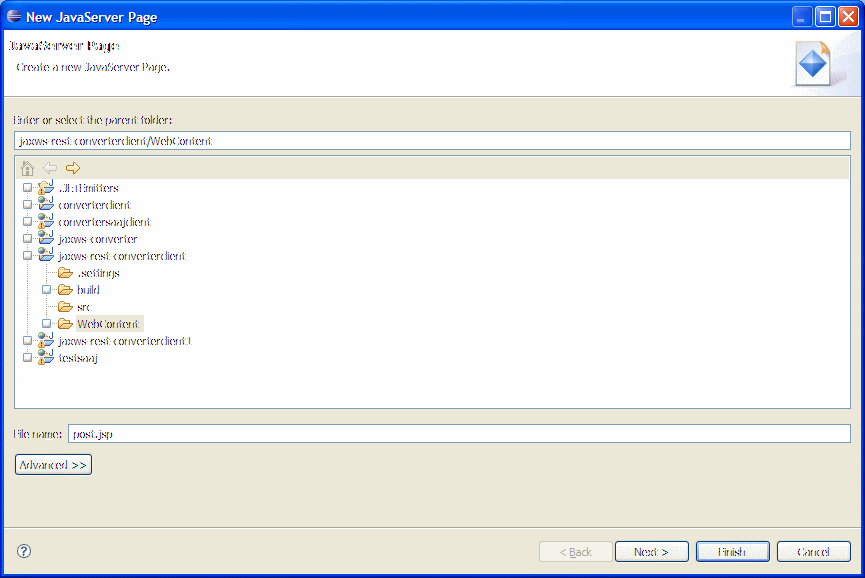 New JavaServer Page
JavaServer Page
Create a new JavaServer Page.
Enter or select the parent folder:
jaxws-rest-converterclient/WebContent
.JETEmitters
converterclient
convertersaajclient
jaxws-converter
jaxws-rest-converterclient
.settings
build
src
WebContent
jaxws-rest-converterclient1
testsaaj
File name:
post.jsp
Advanced >>
?
< Back
Next >
Finish
Cancel